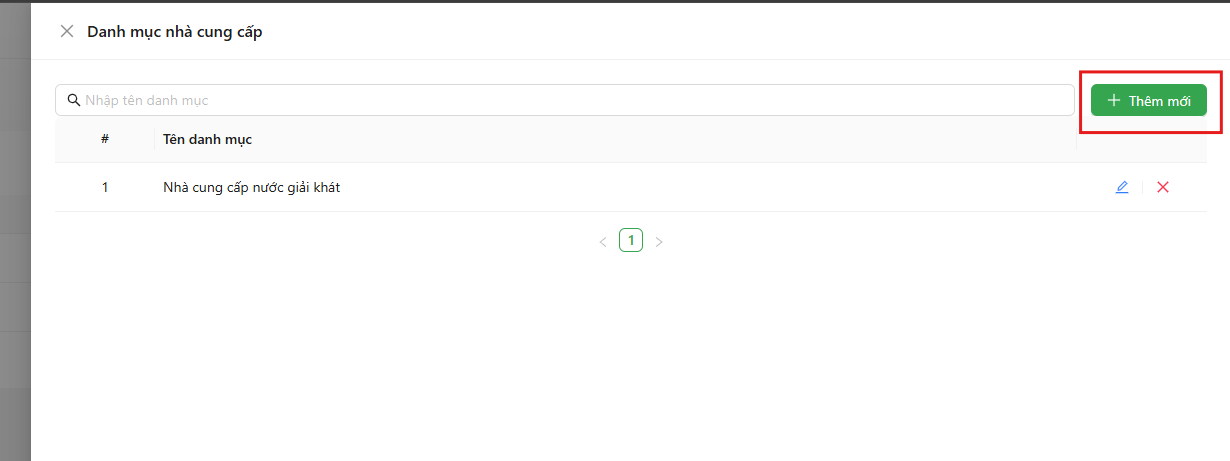 Danh mục nhà cung cấp
Nhập tên danh mục
Thêm mới
# Tên danh mục
1 Nhà cung cấp nước giải khát
1